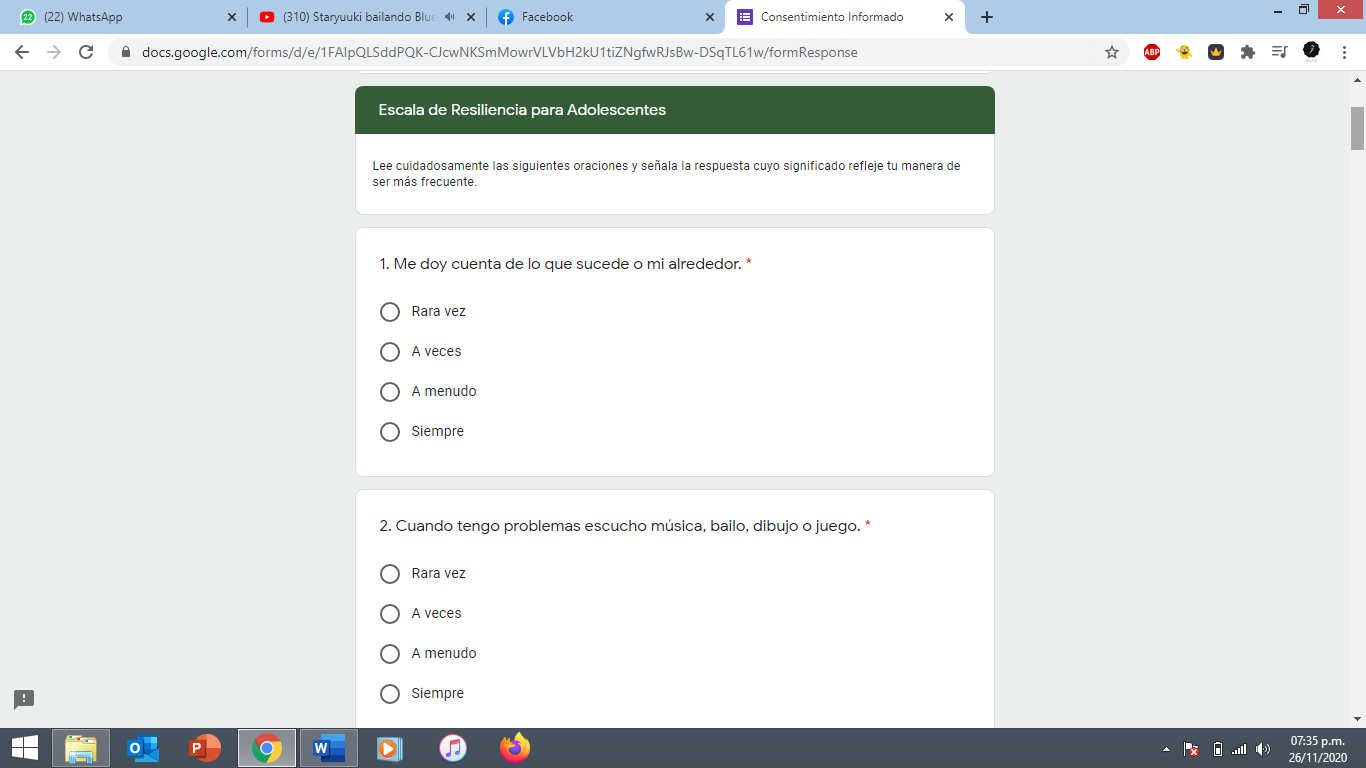 22 (22) WhatsApp
(310) Staryuuki bailando Blue
Facebook
Consentimiento Informado
docs.google.com/forms/d/e/1FAIpQLSddPQK-CJcwNKSmMowrVLVbH2kU1tiZNgfwRJsBw-DSqTL61w/formResponse
ABP
Escala de Resiliencia para Adolescentes
Lee cuidadosamente las siguientes oraciones y señala la respuesta cuyo significado refleje tu manera de
ser más frecuente.
1. Me doy cuenta de lo que sucede o mi alrededor. *
Rara vez
A veces
A menudo
Siempre
2. Cuando tengo problemas escucho música, bailo, dibujo o juego. *
Rara vez
A veces
A menudo
Siempre
07:35 p.m.
26/11/2020